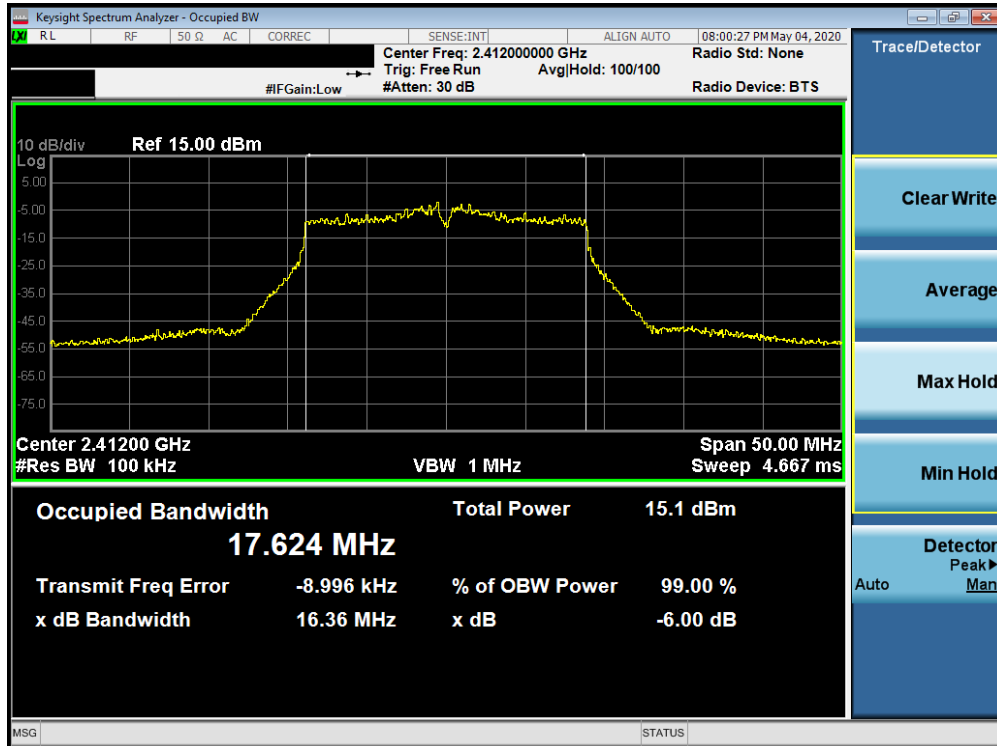 Keysight Spectrum Analyzer - Occupied BW
LXI RL RF 50 Ω AC CORREC SENSE:INT ALIGN AUTO 08:00:27 PM May 04, 2020
Center Freq: 2.412000000 GHz Radio Std: None
Trig: Free Run Avg|Hold: 100/100
#IFGain:Low #Atten: 30 dB Radio Device: BTS
10 dB/div Ref 15.00 dBm
Log
5.00
-5.00
-15.0
-25.0
-35.0
-45.0
-55.0
-65.0
-75.0
Center 2.41200 GHz Span 50.00 MHz
#Res BW 100 kHz VBW 1 MHz Sweep 4.667 ms
Occupied Bandwidth Total Power 15.1 dBm
17.624 MHz
Transmit Freq Error -8.996 kHz % of OBW Power 99.00 %
x dB Bandwidth 16.36 MHz x dB -6.00 dB
Trace/Detector
Clear Write
Average
Max Hold
Min Hold
Detector
Peak▶
Auto Man
MSG STATUS